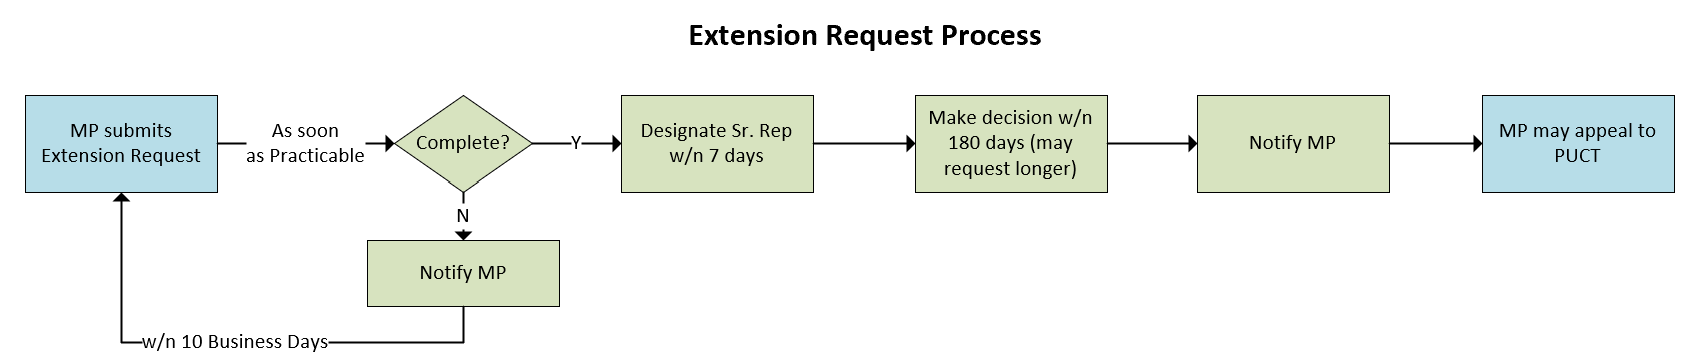 Extension Request Process
MP submits
Extension Request
As soon
as Practicable
Complete?
Y
Designate Sr. Rep
w/n 7 days
Make decision w/n
180 days (may
request longer)
Notify MP
MP may appeal to
PUCT
N
Notify MP
w/n 10 Business Days